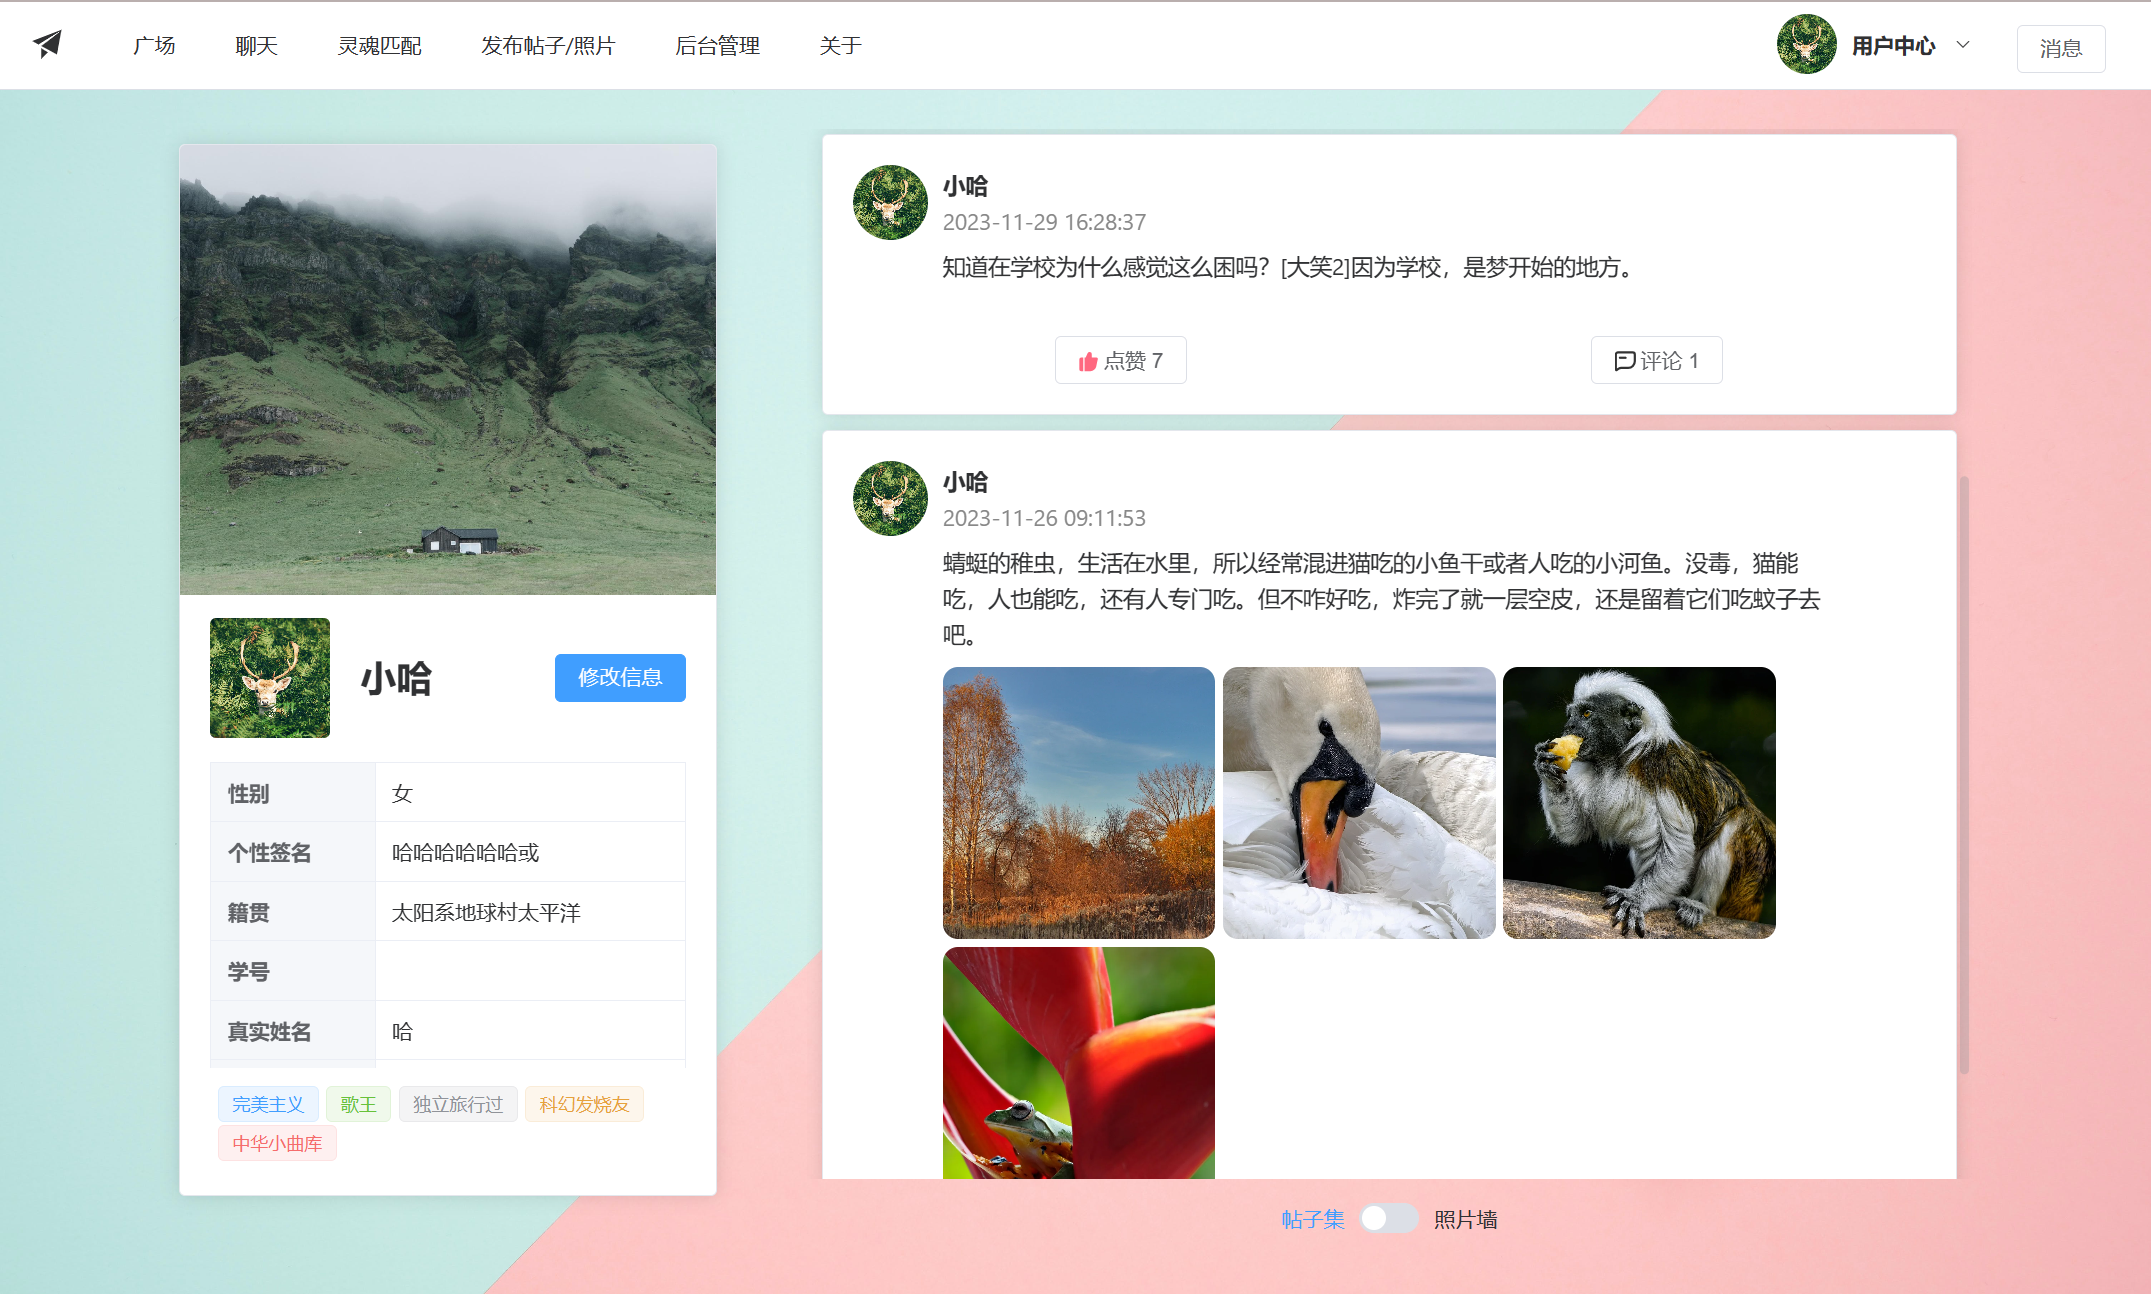 广场 聊天 灵魂匹配 发布帖子/照片 后台管理 关于 用户中心 消息
小哈 修改信息
性别 女
个性签名 哈哈哈哈哈哈或
籍贯 太阳系地球村太平洋
学号
真实姓名 哈
完美主义 歌王 独立旅行过 科幻发烧友
中华小曲库
小哈
2023-11-29 16:28:37
知道在学校为什么感觉这么困吗？[大笑2]因为学校，是梦开始的地方。
点赞 7 评论 1
小哈
2023-11-26 09:11:53
蜻蜓的稚虫，生活在水里，所以经常混进猫吃的小鱼干或者人吃的小河鱼。没毒，猫能
吃，人也能吃，还有人专门吃。但不咋好吃，炸完了就一层空皮，还是留着它们吃蚊子去
吧。
帖子集 照片墙